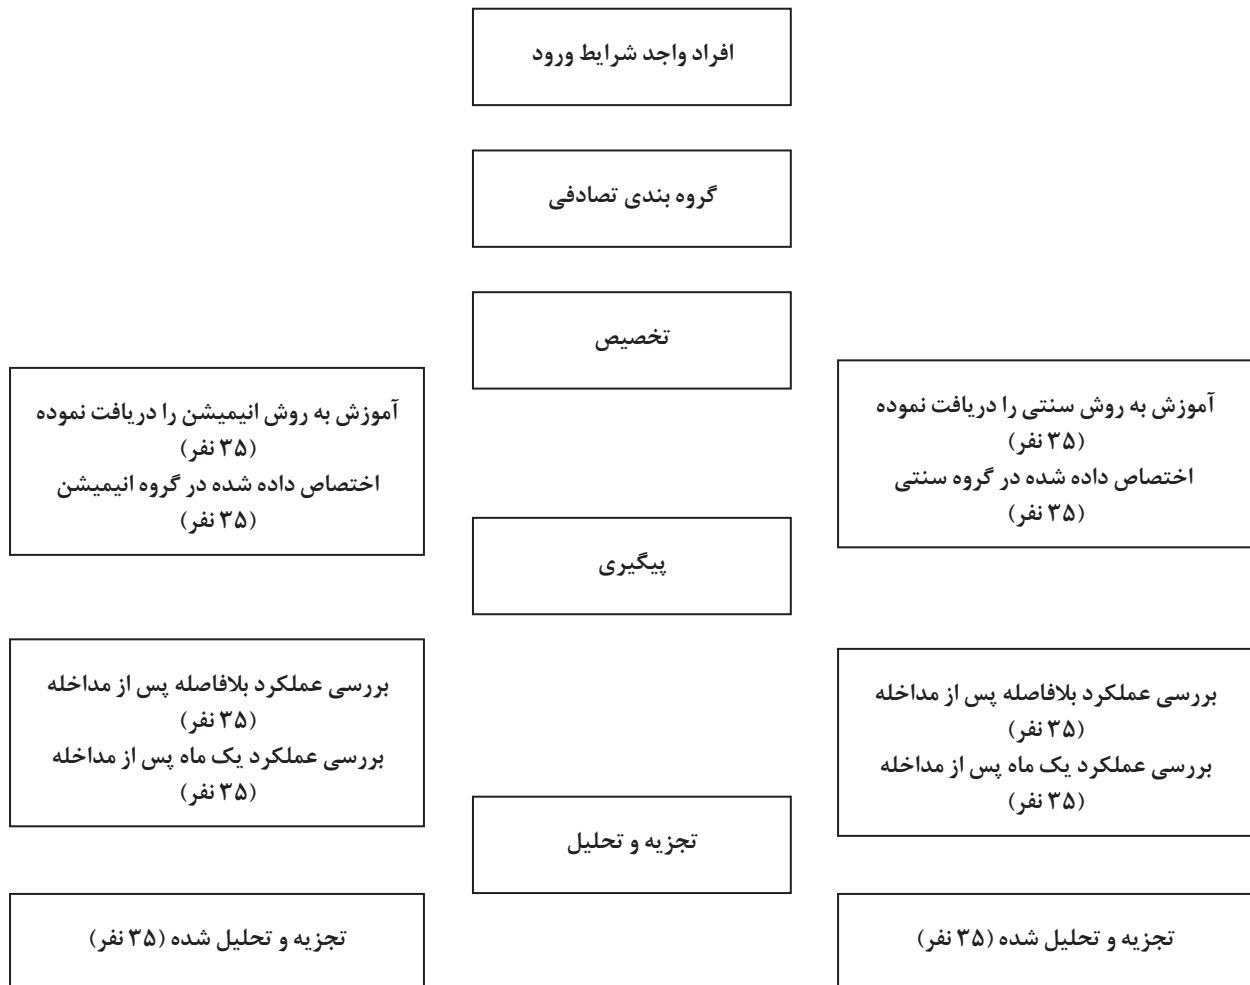 افراد واجد شرایط ورود
گروه بندی تصادفی
تخصیص
آموزش به روش سنتی را دریافت نموده
(۳۵ نفر)
اختصاص داده شده در گروه سنتی
(۳۵ نفر)
آموزش به روش انیمیشن را دریافت نموده
(۳۵ نفر)
اختصاص داده شده در گروه انیمیشن
(۳۵ نفر)
پیگیری
بررسی عملکرد بلافاصله پس از مداخله
(۳۵ نفر)
بررسی عملکرد یک ماه پس از مداخله
(۳۵ نفر)
بررسی عملکرد بلافاصله پس از مداخله
(۳۵ نفر)
بررسی عملکرد یک ماه پس از مداخله
(۳۵ نفر)
تجزیه و تحلیل
تجزیه و تحلیل شده (۳۵ نفر)
تجزیه و تحلیل شده (۳۵ نفر)